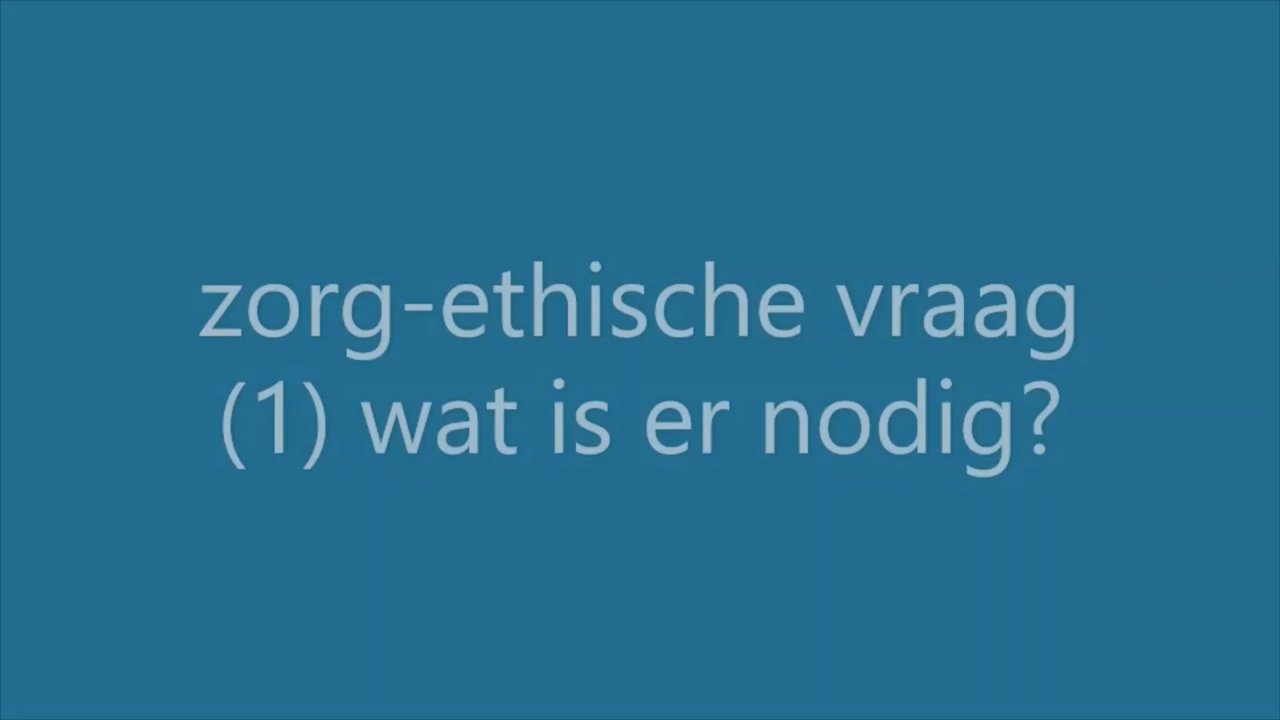 zorg-ethische vraag
(1) wat is er nodig?